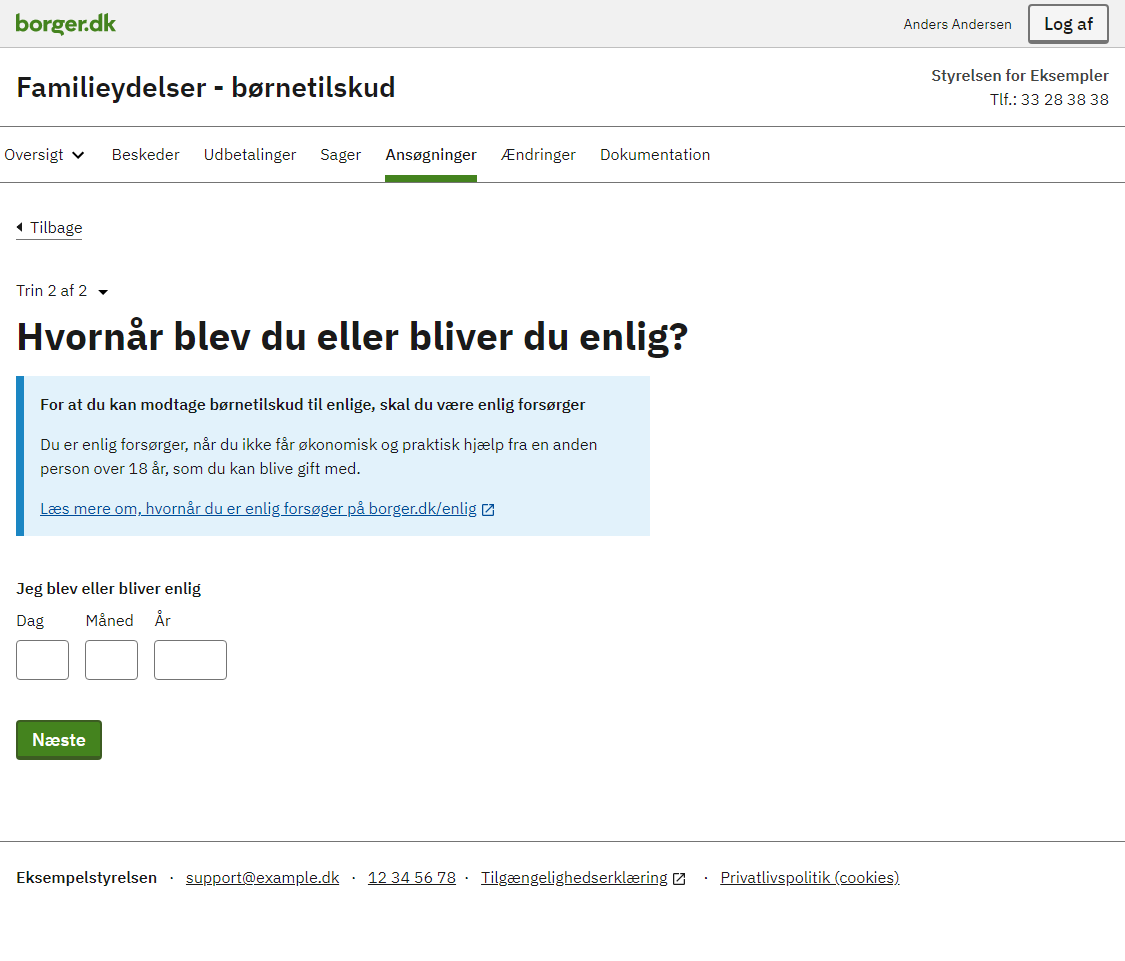 borger.dk
Anders Andersen
Log af
Familieydelser - børnetilskud
Styrelsen for Eksempler
Tlf.: 33 28 38 38
Oversigt Beskeder Udbetalinger Sager Ansøgninger Ændringer Dokumentation
Tilbage
Trin 2 af 2
Hvornår blev du eller bliver du enlig?
For at du kan modtage børnetilskud til enlige, skal du være enlig forsørger
Du er enlig forsørger, når du ikke får økonomisk og praktisk hjælp fra en anden
person over 18 år, som du kan blive gift med.
Læs mere om, hvornår du er enlig forsøger på borger.dk/enlig
Jeg blev eller bliver enlig
Dag Måned År
Næste
Eksempelstyrelsen · support@example.dk · 12 34 56 78 · Tilgængelighedserklæring · Privatlivspolitik (cookies)